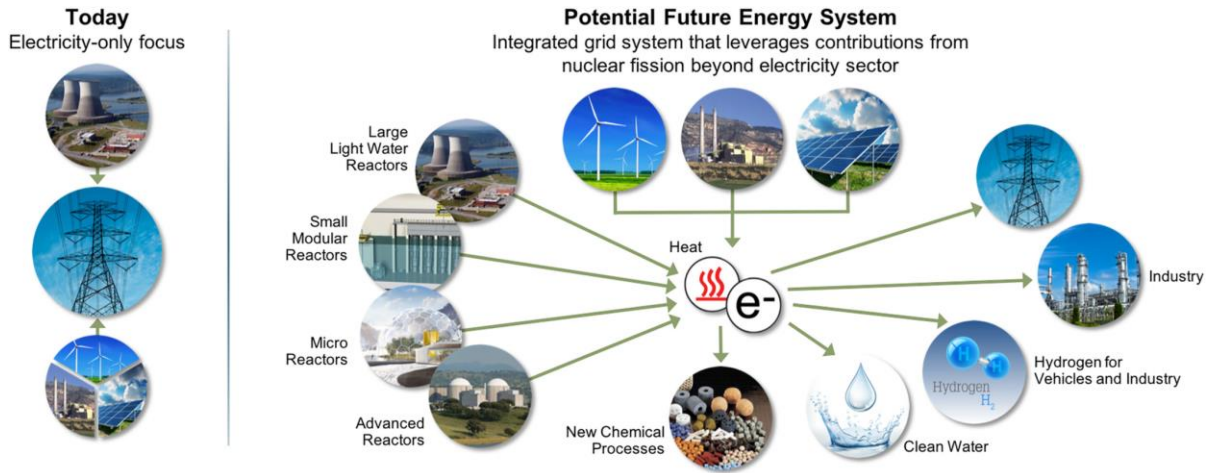 Today
Electricity-only focus
Potential Future Energy System
Integrated grid system that leverages contributions from
nuclear fission beyond electricity sector
Large
Light Water
Reactors
Small
Modular
Reactors
Micro
Reactors
Advanced
Reactors
Heat
e-
Industry
H
H
Hydrogen
H2
Hydrogen for
Vehicles and Industry
Clean Water
New Chemical
Processes